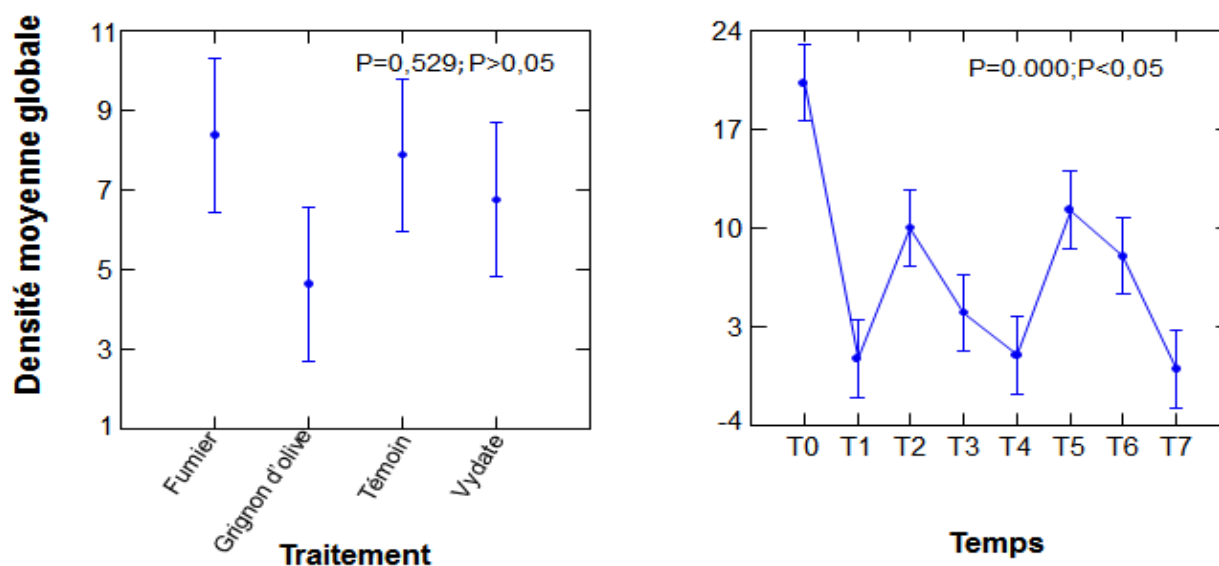 Densité moyenne globale
11
9
7
5
3
1
P=0,529; P>0,05
Fumier
Grignon d'olive
Témoin
Vydate
Traitement
24
17
10
3
-4
P=0.000;P<0,05
T0 T1 T2 T3 T4 T5 T6 T7
Temps